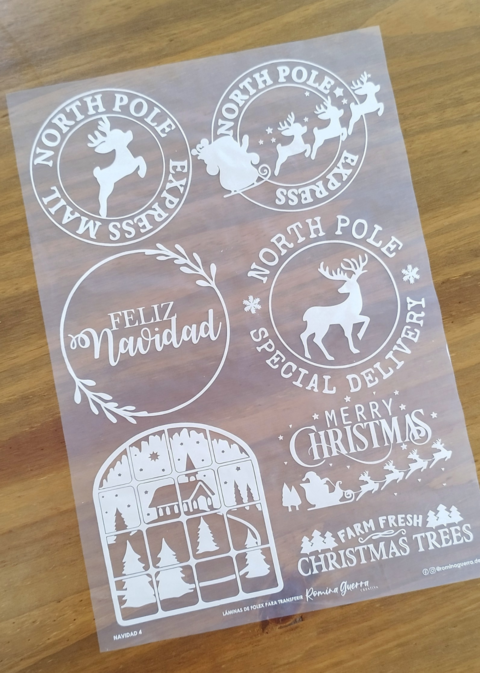 NORTH POLE
EXPRESS MAIL
NORTH POLE
EXPRESS
FELIZ
Navidad
NORTH POLE
SPECIAL DELIVERY
MERRY
CHRISTMAS
FARM FRESH
CHRISTMAS TREES
NAVIDAD 4
LÁMINAS DE FOLEX PARA TRANSFERIR
Romina Guerra